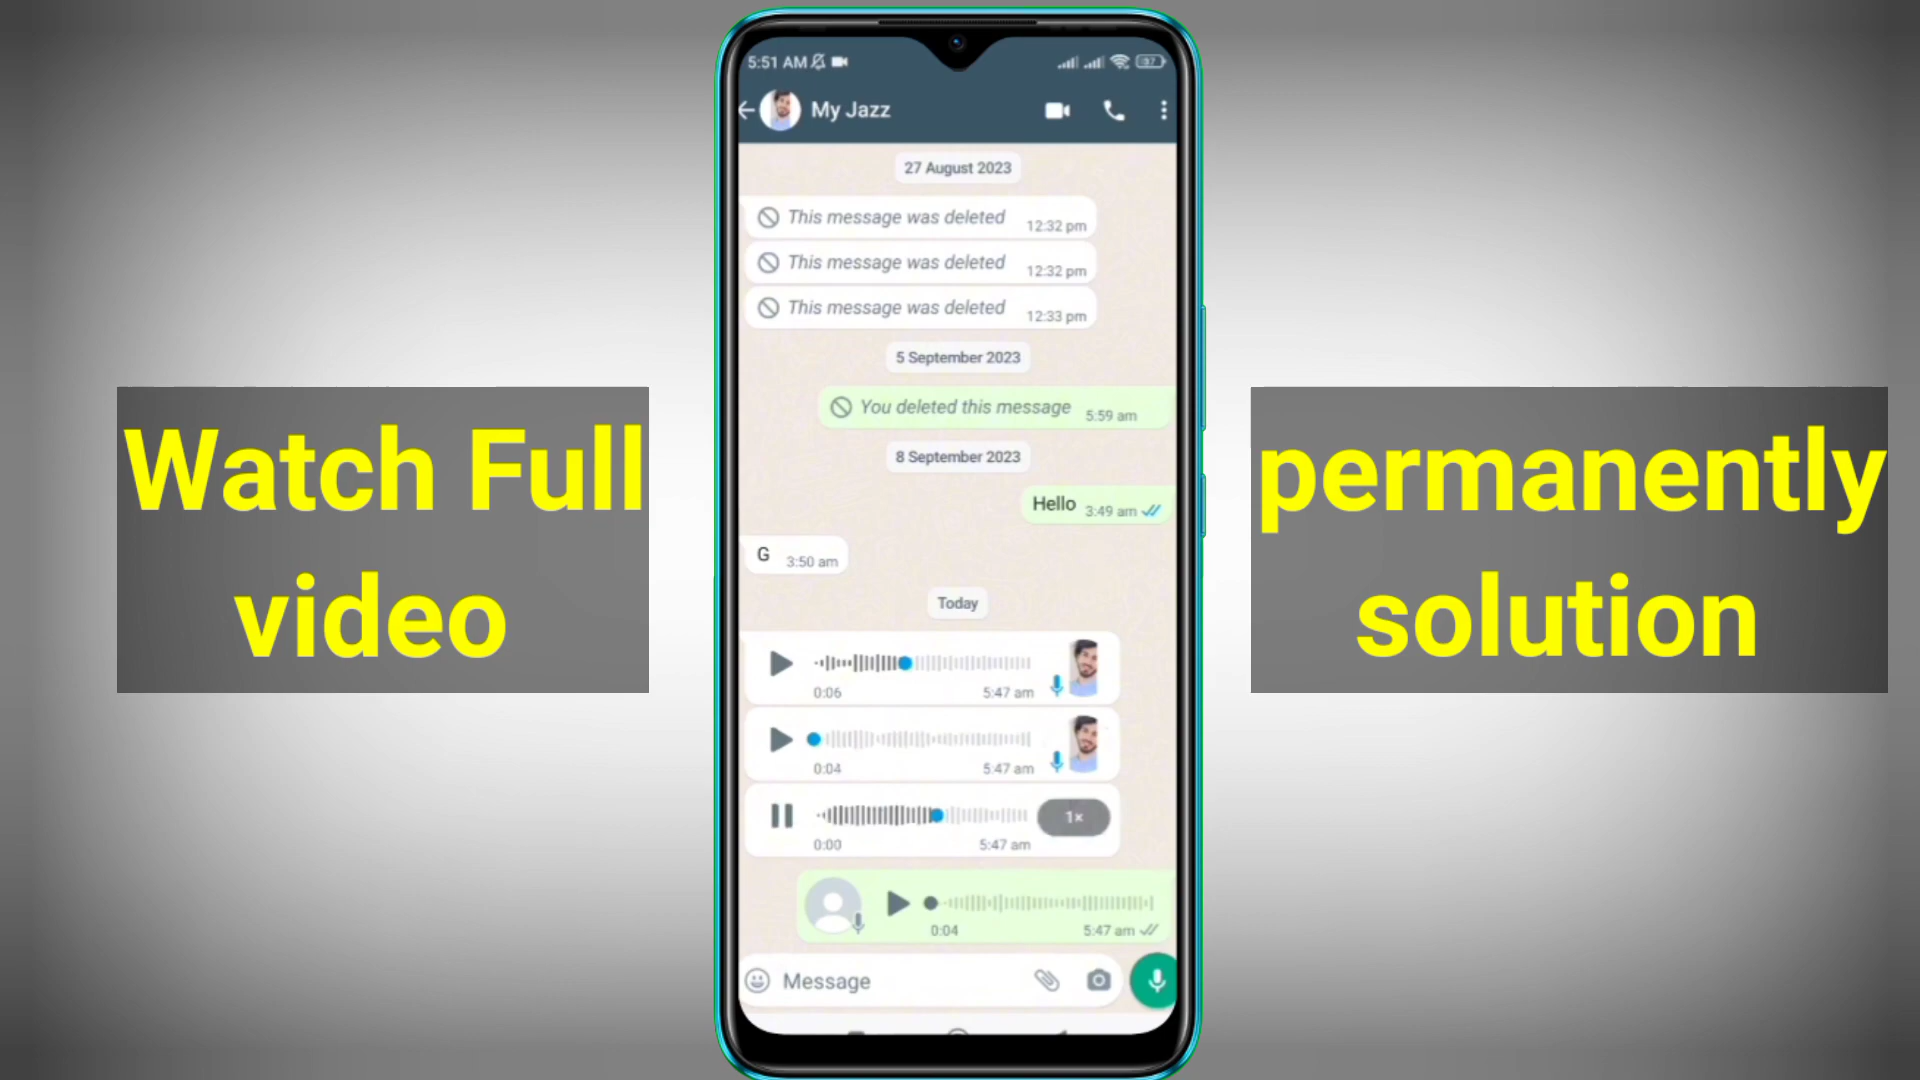 5:51 AM
37
My Jazz
27 August 2023
This message was deleted 12:32 pm
This message was deleted 12:32 pm
This message was deleted 12:33 pm
5 September 2023
You deleted this message 5:59 am
8 September 2023
Hello 3:49 am
G 3:50 am
Today
0:06 5:47 am
0:04 5:47 am
1×
0:00 5:47 am
0:04 5:47 am
Message
Watch Full
video
permanently
solution